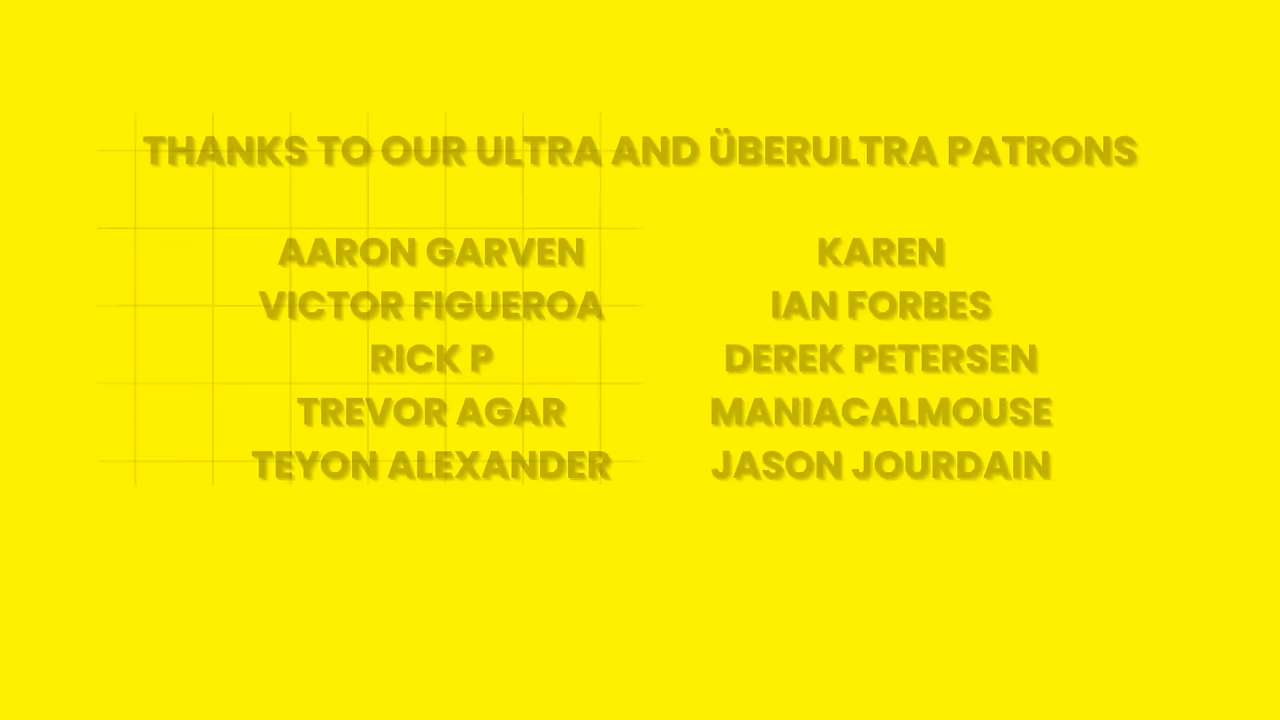 THANKS TO OUR ULTRA AND ÜBERULTRA PATRONS
AARON GARVEN
VICTOR FIGUEROA
RICK P
TREVOR AGAR
TEYON ALEXANDER
KAREN
IAN FORBES
DEREK PETERSEN
MANIACALMOUSE
JASON JOURDAIN